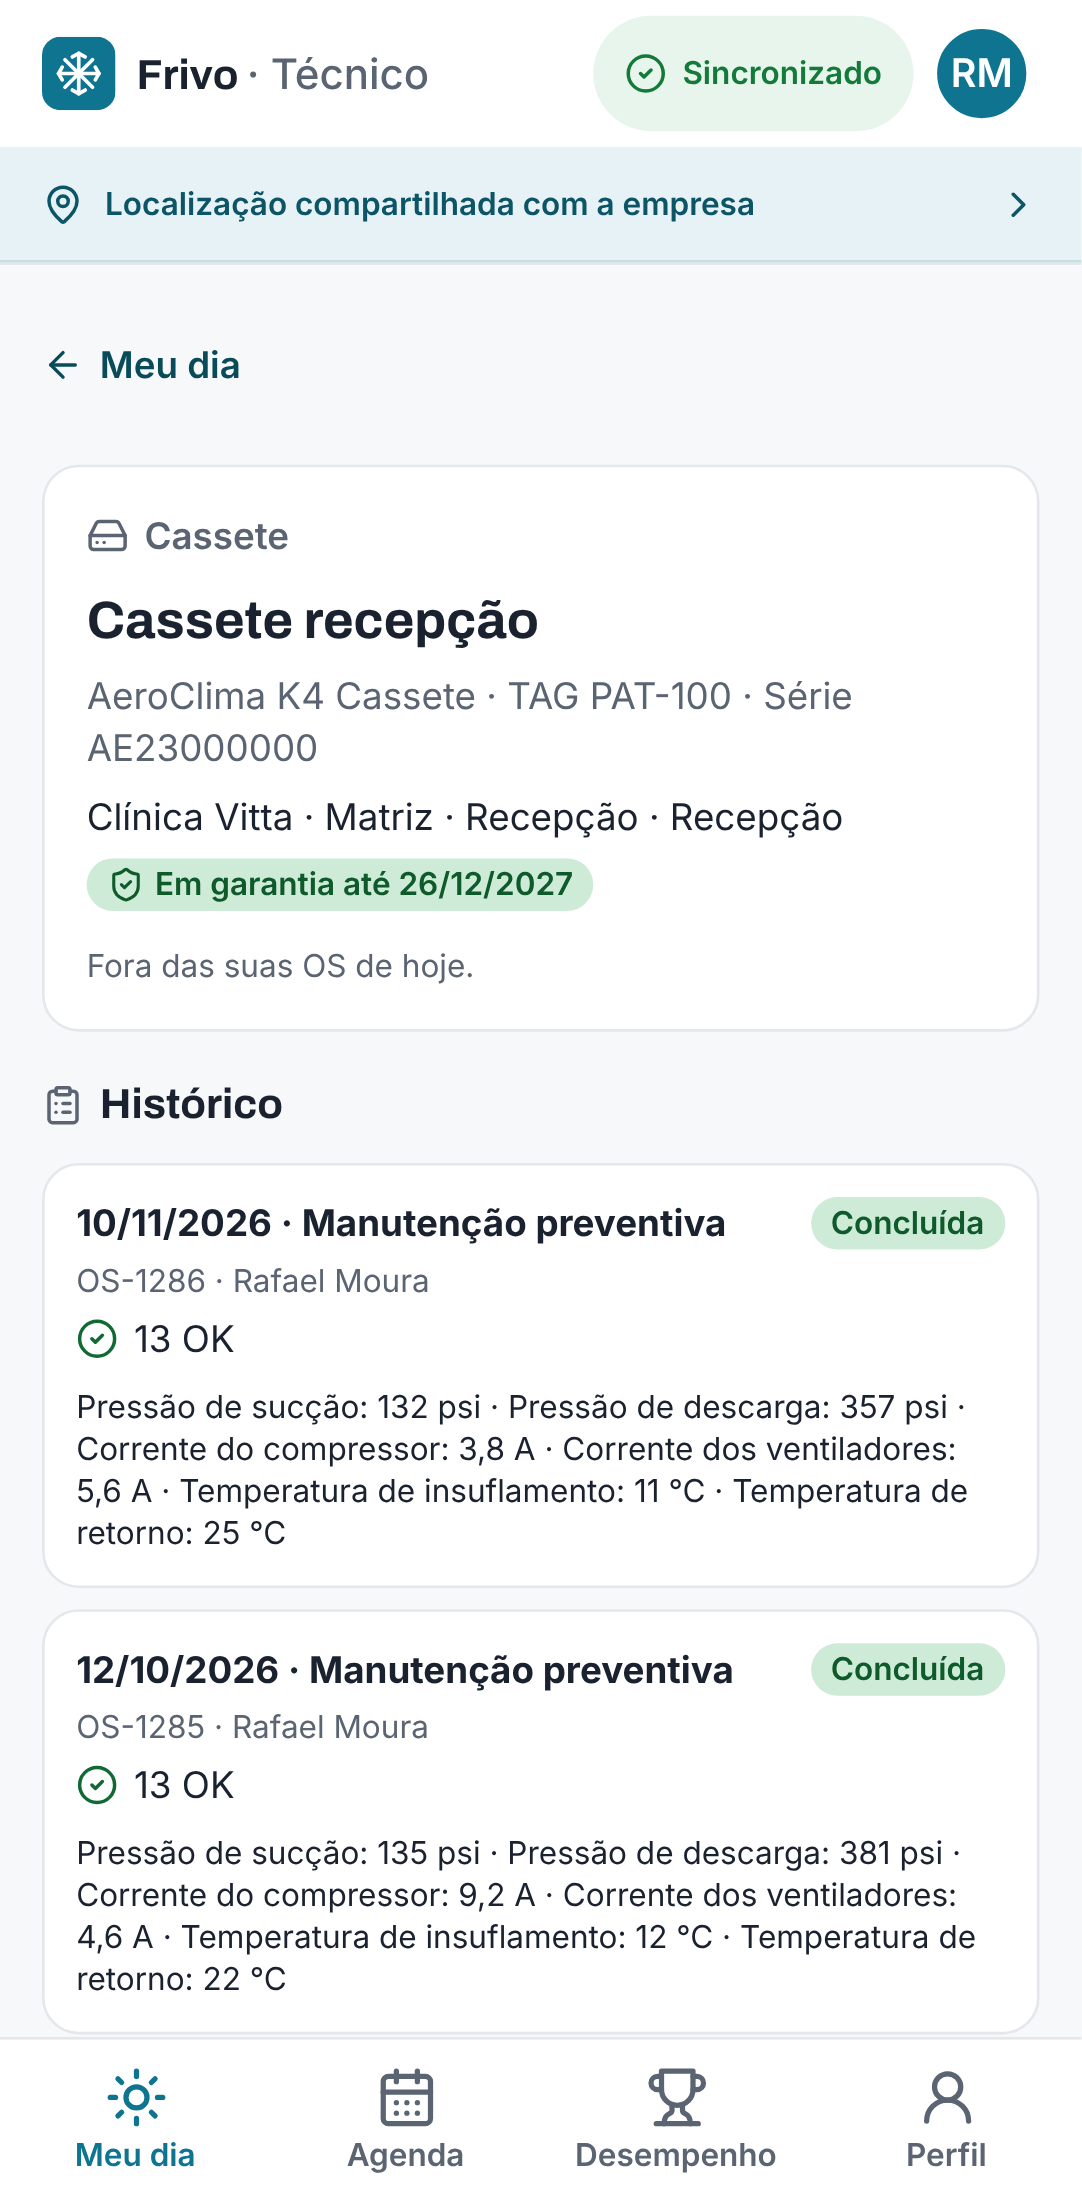 Frivo · Técnico
Sincronizado
RM
Localização compartilhada com a empresa
Meu dia
Cassete
Cassete recepção
AeroClima K4 Cassete · TAG PAT-100 · Série
AE23000000
Clínica Vitta · Matriz · Recepção · Recepção
Em garantia até 26/12/2027
Fora das suas OS de hoje.
Histórico
10/11/2026 · Manutenção preventiva
Concluída
OS-1286 · Rafael Moura
13 OK
Pressão de sucção: 132 psi · Pressão de descarga: 357 psi ·
Corrente do compressor: 3,8 A · Corrente dos ventiladores:
5,6 A · Temperatura de insuflamento: 11 °C · Temperatura de
retorno: 25 °C
12/10/2026 · Manutenção preventiva
Concluída
OS-1285 · Rafael Moura
13 OK
Pressão de sucção: 135 psi · Pressão de descarga: 381 psi ·
Corrente do compressor: 9,2 A · Corrente dos ventiladores:
4,6 A · Temperatura de insuflamento: 12 °C · Temperatura de
retorno: 22 °C
Meu dia
Agenda
Desempenho
Perfil